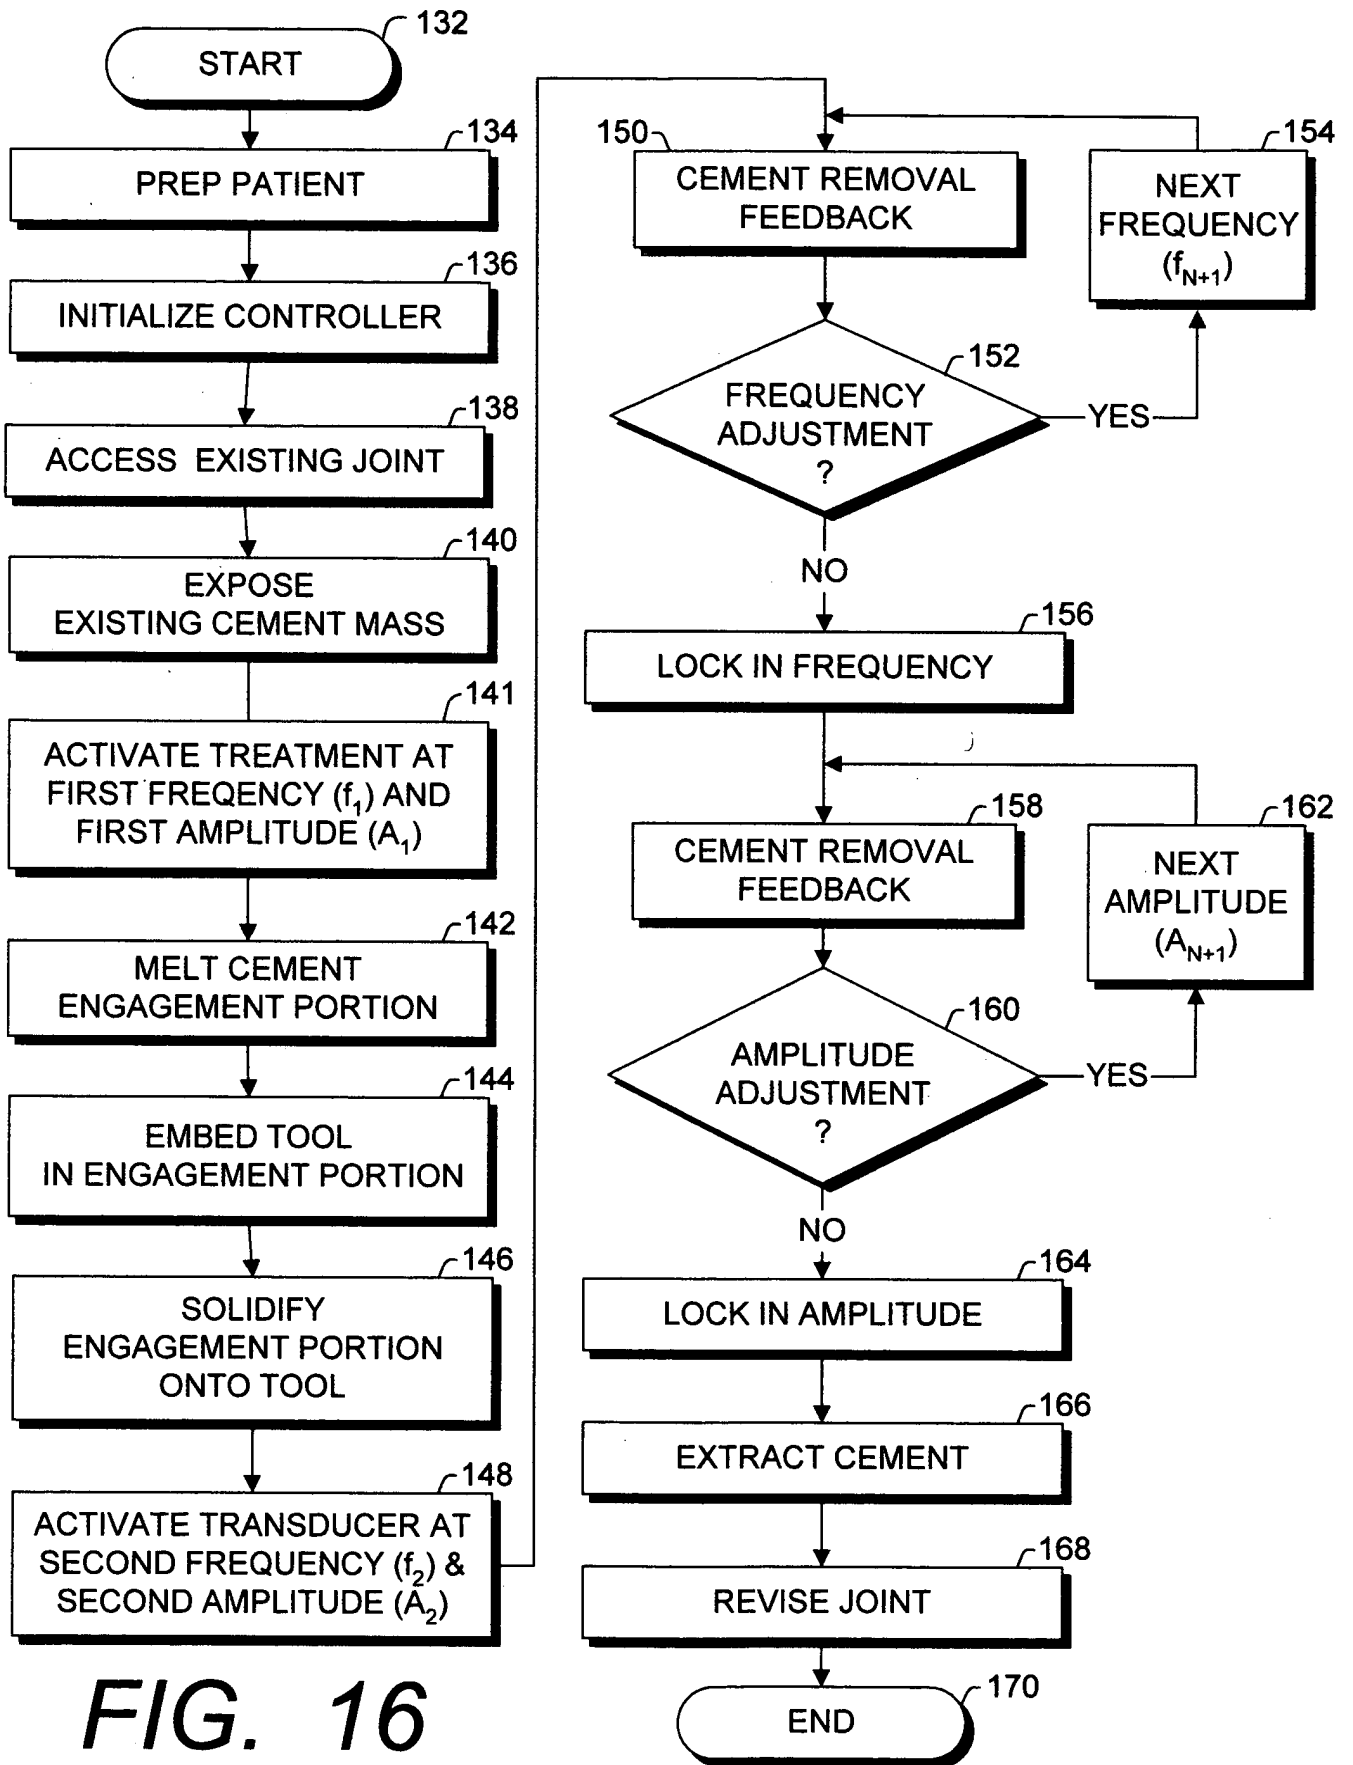 132
START
134
PREP PATIENT
136
INITIALIZE CONTROLLER
138
ACCESS EXISTING JOINT
140
EXPOSE
EXISTING CEMENT MASS
141
ACTIVATE TREATMENT AT
FIRST FREQENCY (f1) AND
FIRST AMPLITUDE (A1)
142
MELT CEMENT
ENGAGEMENT PORTION
144
EMBED TOOL
IN ENGAGEMENT PORTION
146
SOLIDIFY
ENGAGEMENT PORTION
ONTO TOOL
148
ACTIVATE TRANSDUCER AT
SECOND FREQUENCY (f2) &
SECOND AMPLITUDE (A2)
150
CEMENT REMOVAL
FEEDBACK
154
NEXT
FREQUENCY
(fN+1)
152
FREQUENCY
ADJUSTMENT
?
YES
NO
156
LOCK IN FREQUENCY
158
CEMENT REMOVAL
FEEDBACK
162
NEXT
AMPLITUDE
(AN+1)
160
AMPLITUDE
ADJUSTMENT
?
YES
NO
164
LOCK IN AMPLITUDE
166
EXTRACT CEMENT
168
REVISE JOINT
170
END
FIG. 16